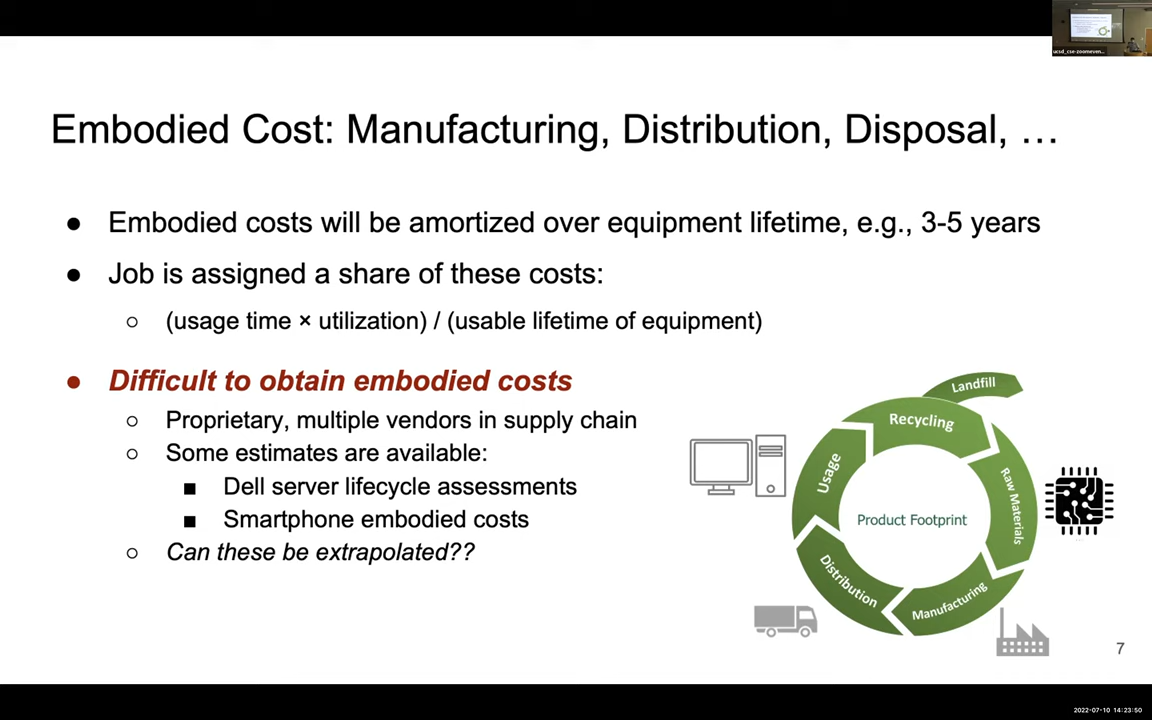 ucsd_cse-zoomeven...
Embodied Cost: Manufacturing, Distribution, Disposal, …
● Embodied costs will be amortized over equipment lifetime, e.g., 3-5 years
● Job is assigned a share of these costs:
○ (usage time × utilization) / (usable lifetime of equipment)
● Difficult to obtain embodied costs
○ Proprietary, multiple vendors in supply chain
○ Some estimates are available:
■ Dell server lifecycle assessments
■ Smartphone embodied costs
○ Can these be extrapolated??
Landfill
Recycling
Raw Materials
Manufacturing
Distribution
Usage
Product Footprint
7
2022-07-10 14:23:50